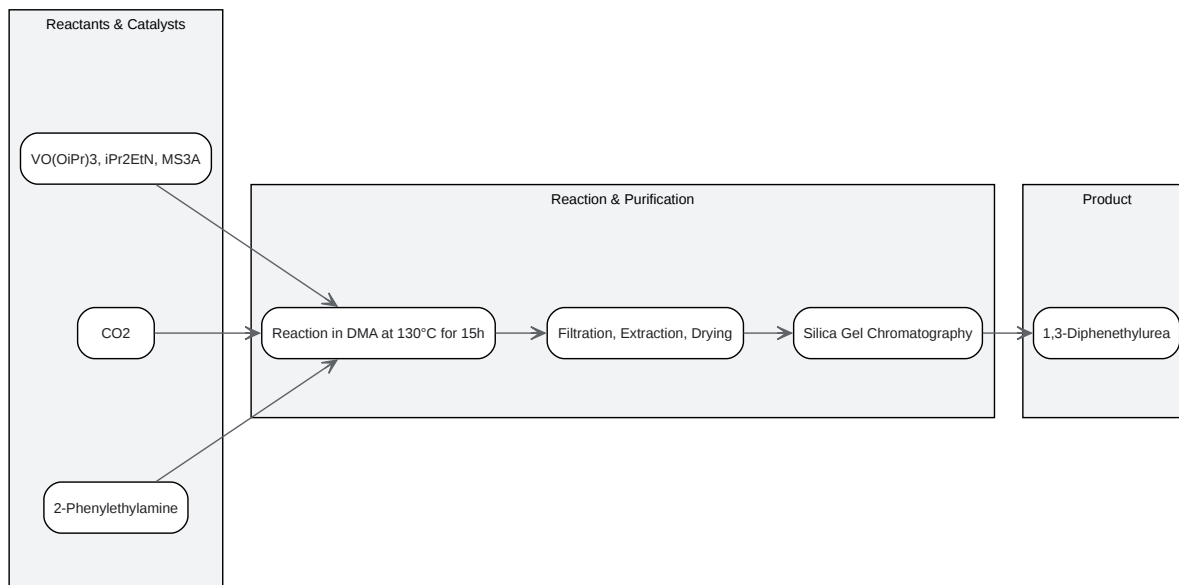 Reactants & Catalysts
VO(OiPr)3, iPr2EtN, MS3A
CO2
2-Phenylethylamine
Reaction & Purification
Reaction in DMA at 130°C for 15h
Filtration, Extraction, Drying
Silica Gel Chromatography
Product
1,3-Diphenethylurea